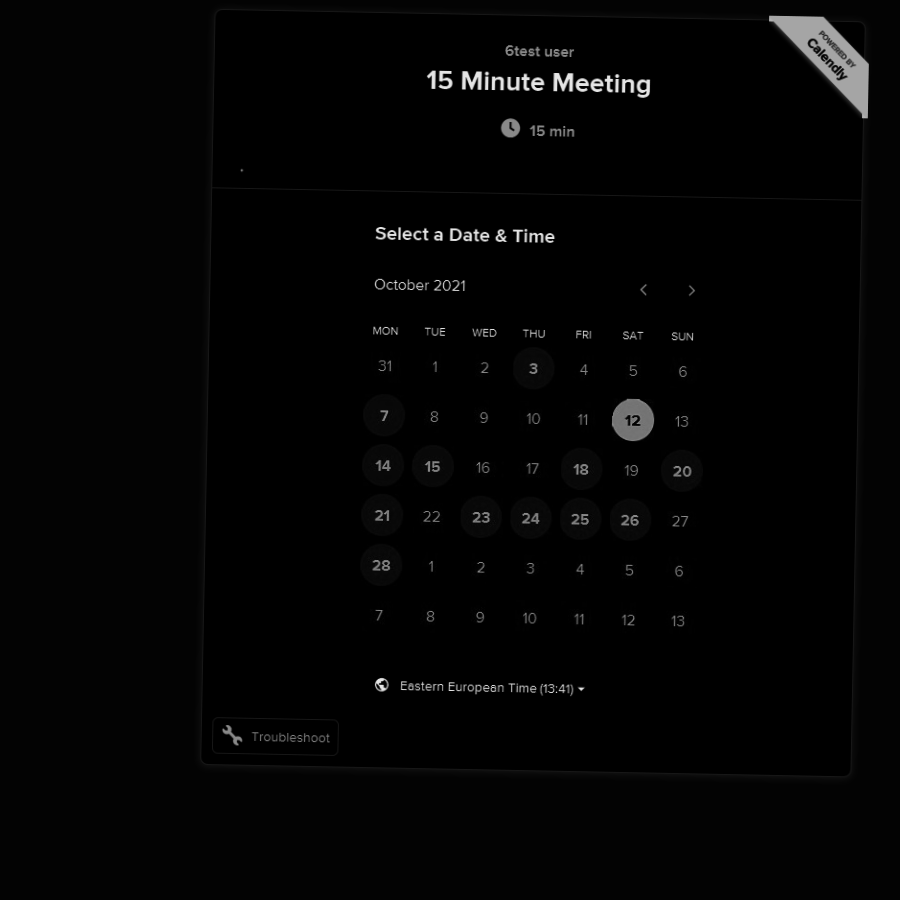 6test user
15 Minute Meeting
15 min
POWERED BY
Calendly
Select a Date & Time
October 2021
MON TUE WED THU FRI SAT SUN
31 1 2 3 4 5 6
7 8 9 10 11 12 13
14 15 16 17 18 19 20
21 22 23 24 25 26 27
28 1 2 3 4 5 6
7 8 9 10 11 12 13
Eastern European Time (13:41)
Troubleshoot